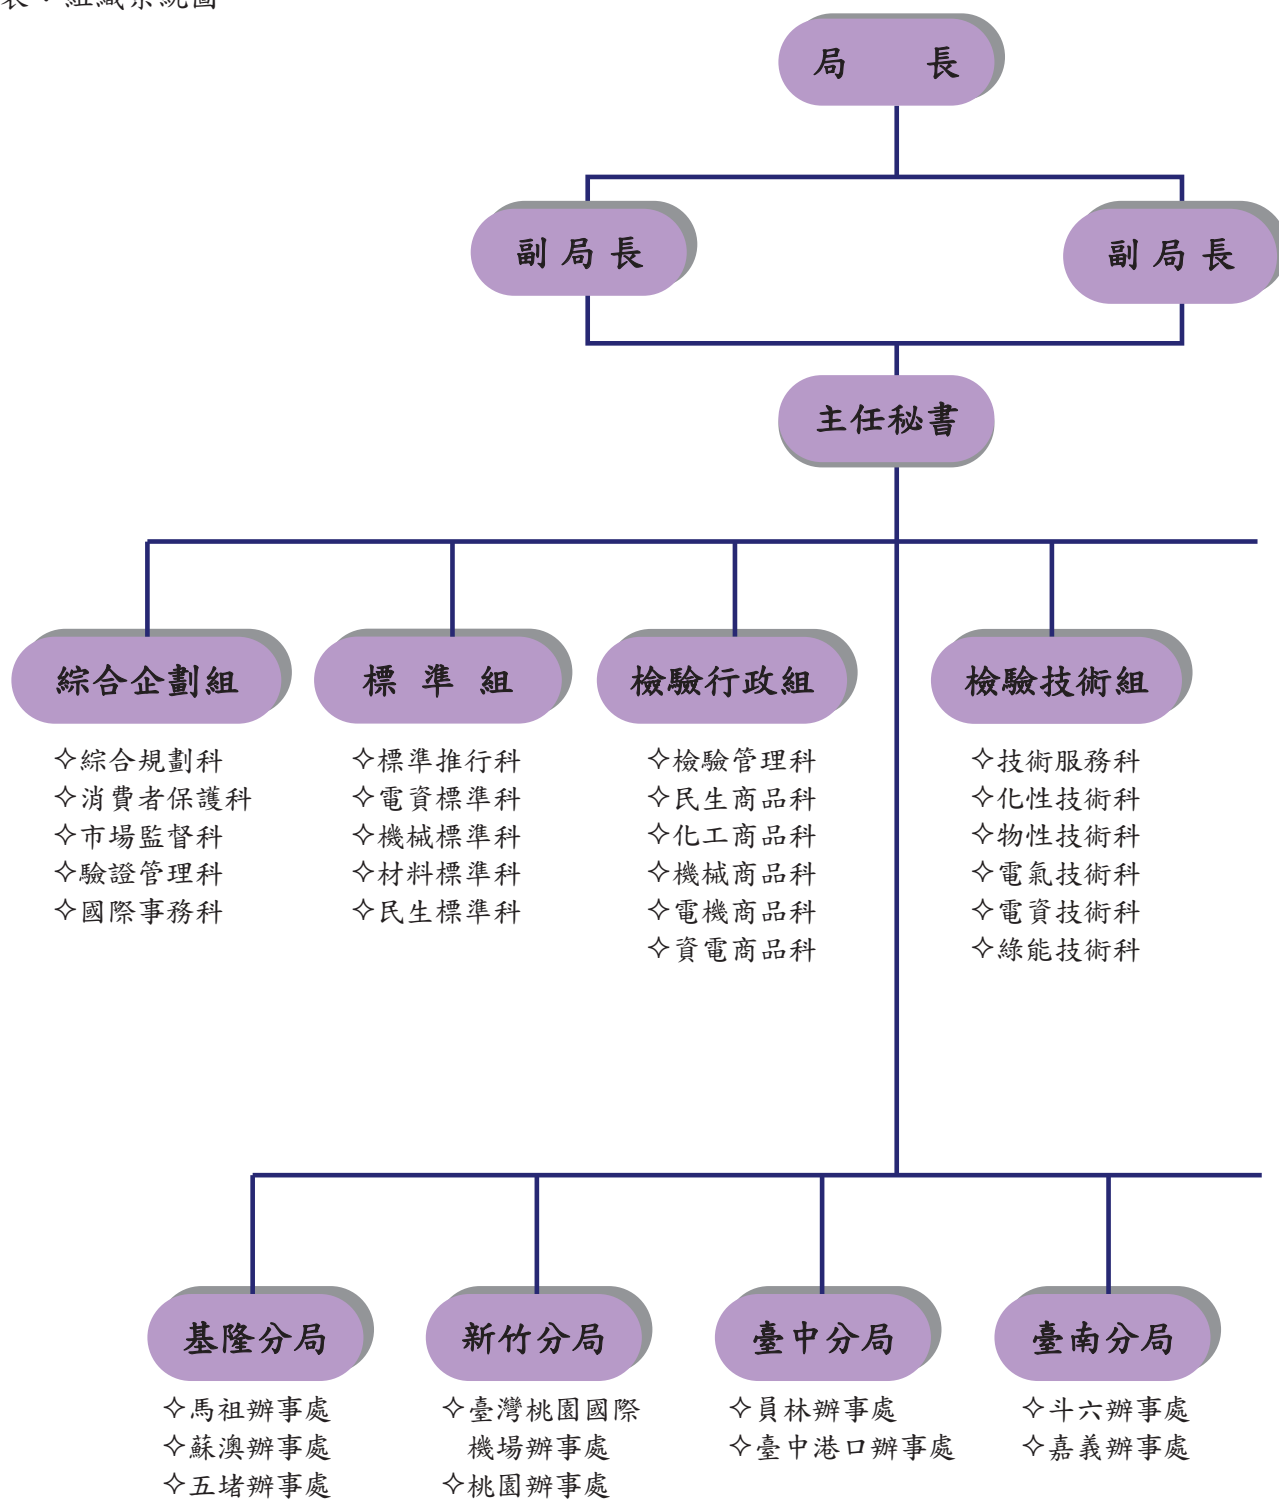 表：組織系統圖
局 長
副 局 長
副 局 長
主任秘書
綜合企劃組
✧綜合規劃科
✧消費者保護科
✧市場監督科
✧驗證管理科
✧國際事務科
標 準 組
✧標準推行科
✧電資標準科
✧機械標準科
✧材料標準科
✧民生標準科
檢驗行政組
✧檢驗管理科
✧民生商品科
✧化工商品科
✧機械商品科
✧電機商品科
✧資電商品科
檢驗技術組
✧技術服務科
✧化性技術科
✧物性技術科
✧電氣技術科
✧電資技術科
✧綠能技術科
基隆分局
✧馬祖辦事處
✧蘇澳辦事處
✧五堵辦事處
新竹分局
✧臺灣桃園國際
機場辦事處
✧桃園辦事處
臺中分局
✧員林辦事處
✧臺中港口辦事處
臺南分局
✧斗六辦事處
✧嘉義辦事處